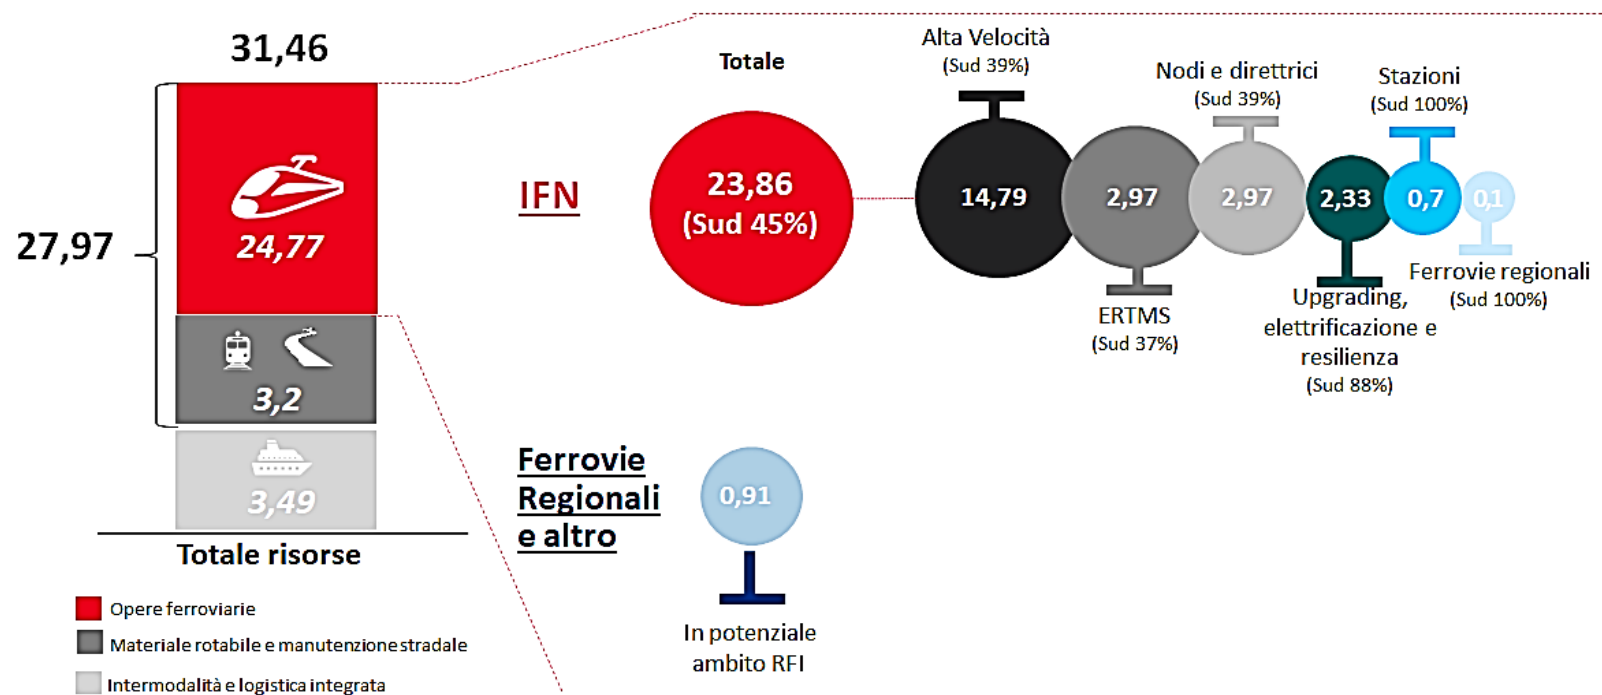 31,46
27,97
24,77
3,2
3,49
Totale risorse
Opere ferroviarie
Materiale rotabile e manutenzione stradale
Intermodalità e logistica integrata
Totale
IFN
23,86
(Sud 45%)
Alta Velocità
(Sud 39%)
14,79
2,97
ERTMS
(Sud 37%)
Nodi e direttrici
(Sud 39%)
2,97
2,33
Upgrading,
elettrificazione e
resilienza
(Sud 88%)
Stazioni
(Sud 100%)
0,7
0,1
Ferrovie regionali
(Sud 100%)
Ferrovie
Regionali
e altro
0,91
In potenziale
ambito RFI